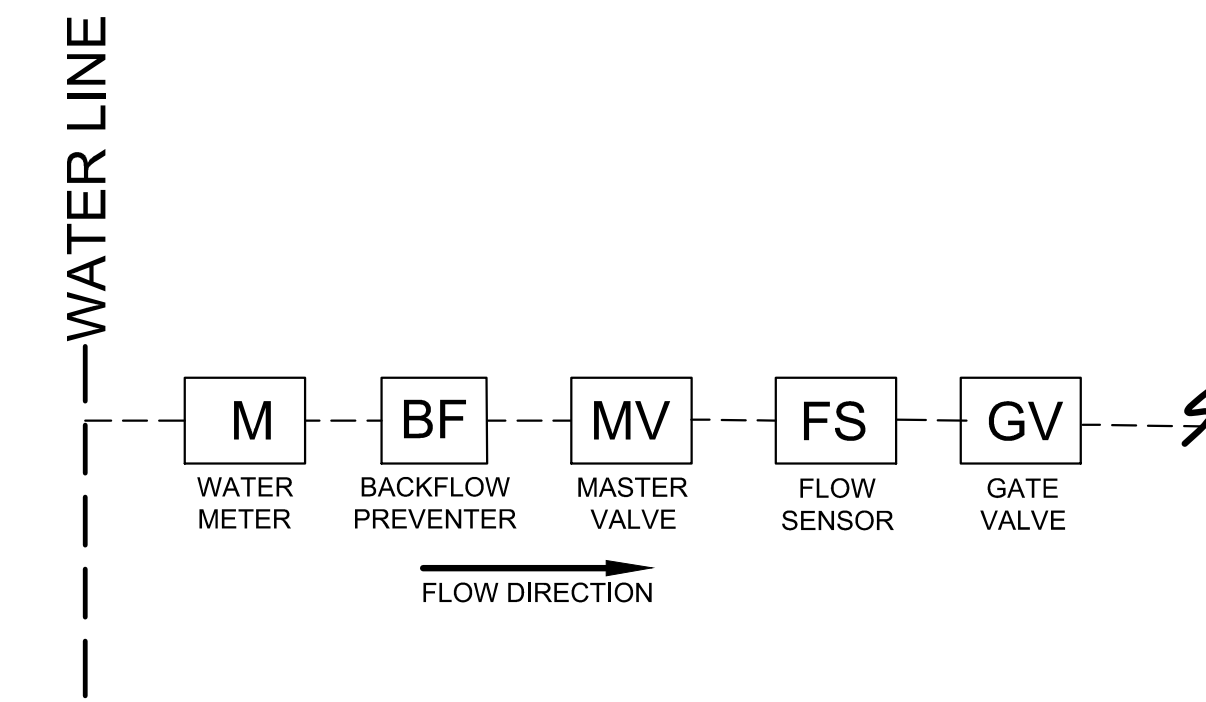 WATER LINE
M
BF
MV
FS
GV
WATER
METER
BACKFLOW
PREVENTER
MASTER
VALVE
FLOW
SENSOR
GATE
VALVE
FLOW DIRECTION